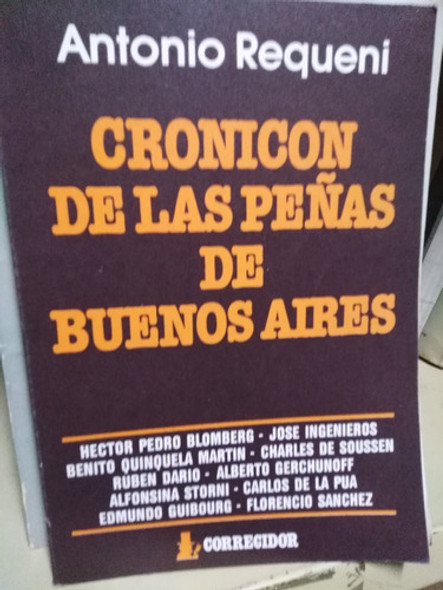 Antonio Requeni
CRONICON
DE LAS PEÑAS
DE
BUENOS AIRES
HECTOR PEDRO BLOMBERG - JOSE INGENIEROS
BENITO QUINQUELA MARTIN - CHARLES DE SOUSSEN
RUBEN DARIO - ALBERTO GERCHUNOFF
ALFONSINA STORNI - CARLOS DE LA PUA
EDMUNDO GUIBOURG - FLORENCIO SANCHEZ
CORREGIDOR